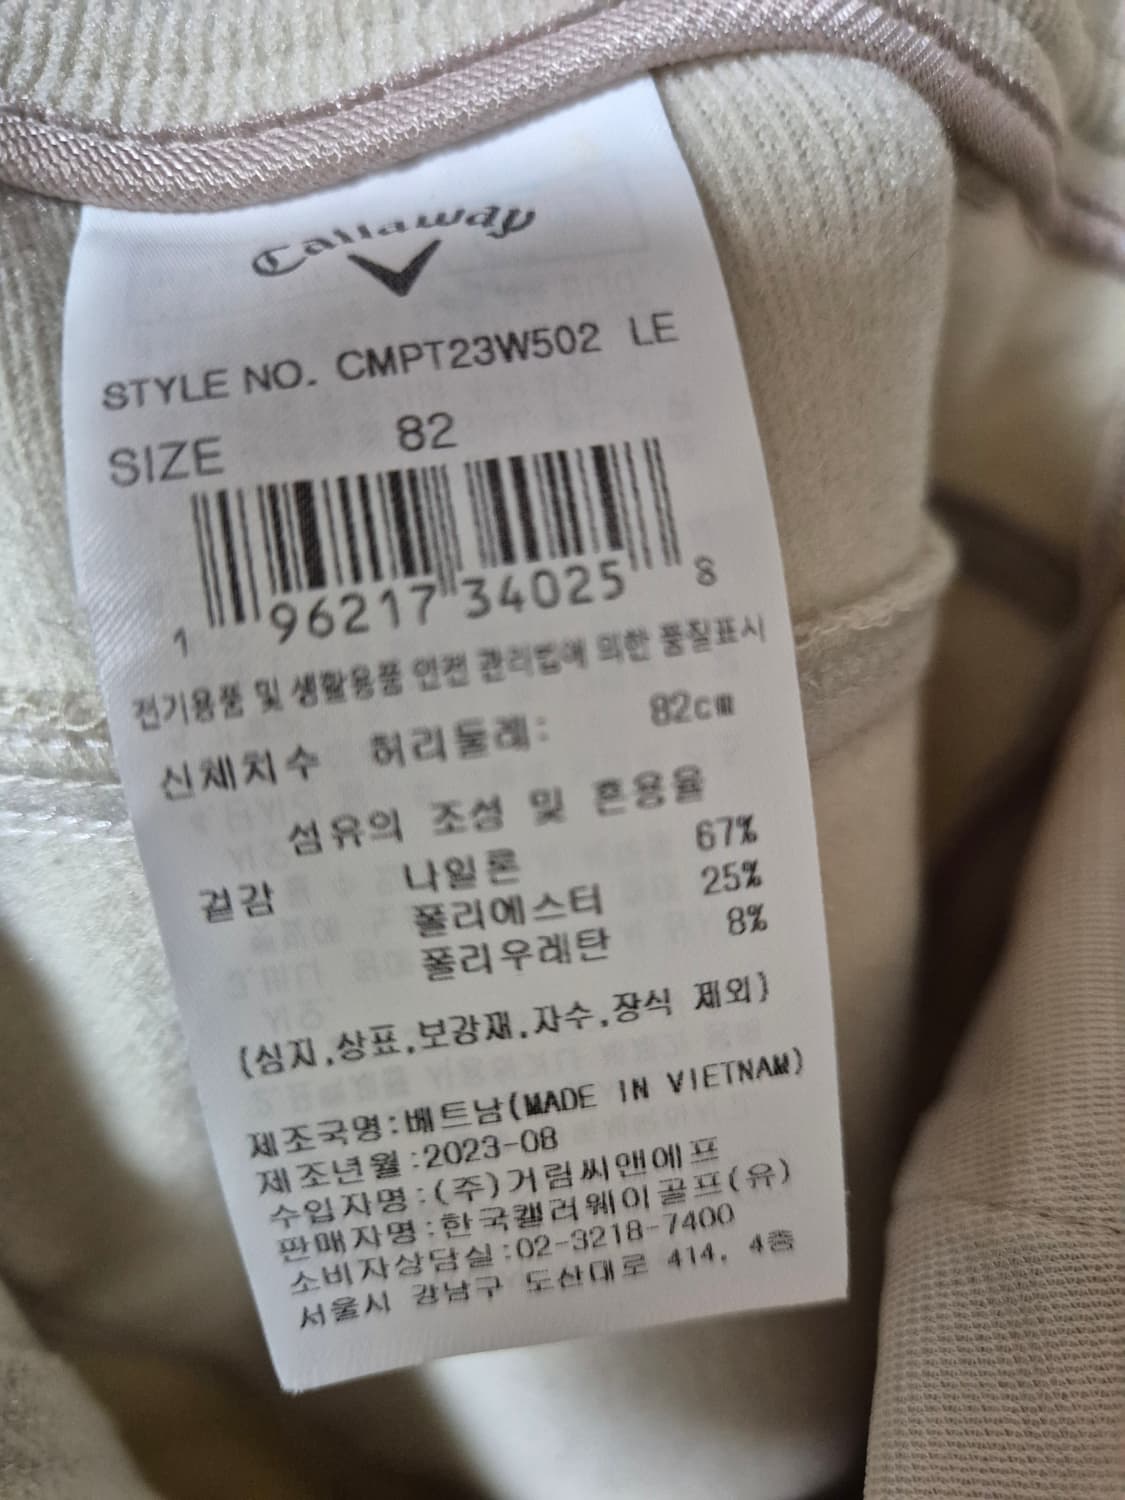 Callaway
STYLE NO. CMPT23W502 LE
SIZE 82
1 96217 34025 8
전기용품 및 생활용품 안전 관리법에 의한 품질표시
신체치수 허리둘레: 82cm
섬유의 조성 및 혼용율
겉감 나일론 67%
폴리에스터 25%
폴리우레탄 8%
(심지,상표,보강재,자수,장식 제외)
제조국명:베트남(MADE IN VIETNAM)
제조년월:2023-08
수입자명:(주)거림씨앤에프
판매자명:한국캘러웨이골프(유)
소비자상담실:02-3218-7400
서울시 강남구 도산대로 414, 4층